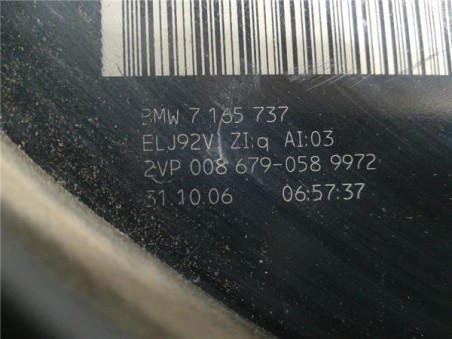 BMW 7 165 737
ELJ92V ZI:q AI:03
2VP 008 679-058 9972
31.10.06 06:57:37